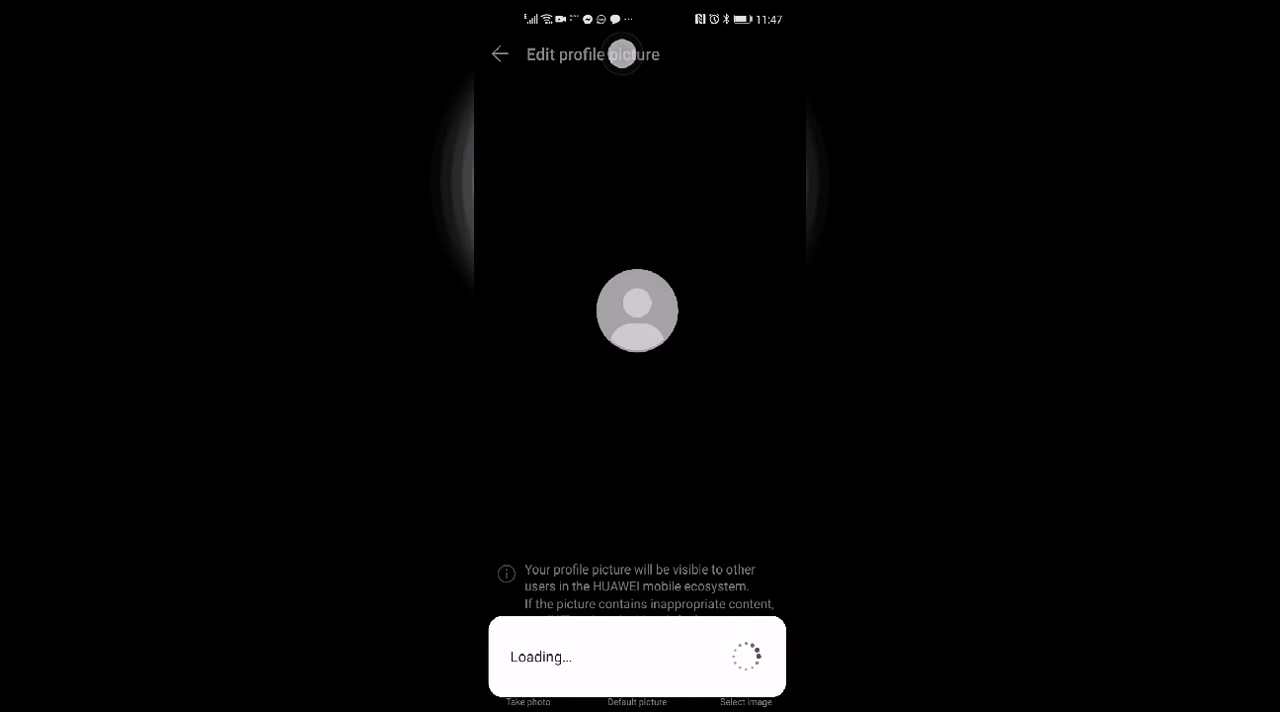 11:47
Edit profile picture
Your profile picture will be visible to other
users in the HUAWEI mobile ecosystem.
If the picture contains inappropriate content,
Loading...
Take photo
Default picture
Select image